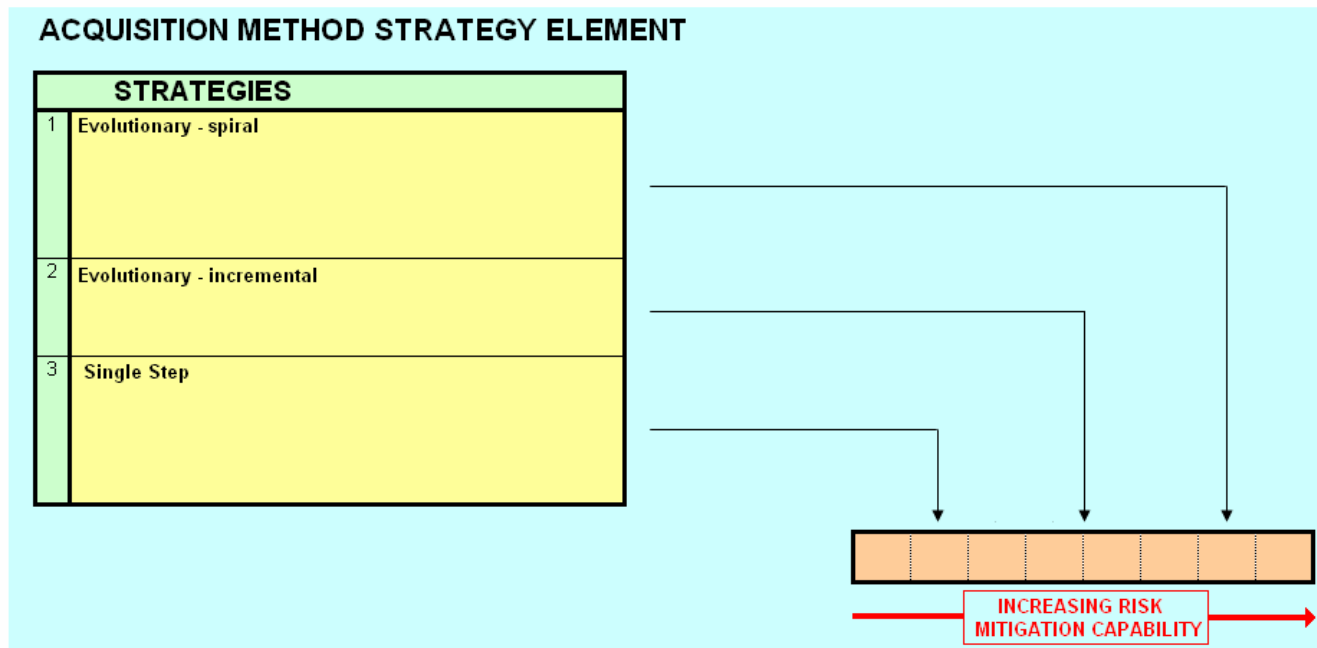 ACQUISITION METHOD STRATEGY ELEMENT
STRATEGIES
1 Evolutionary - spiral
2 Evolutionary - incremental
3 Single Step
INCREASING RISK
MITIGATION CAPABILITY